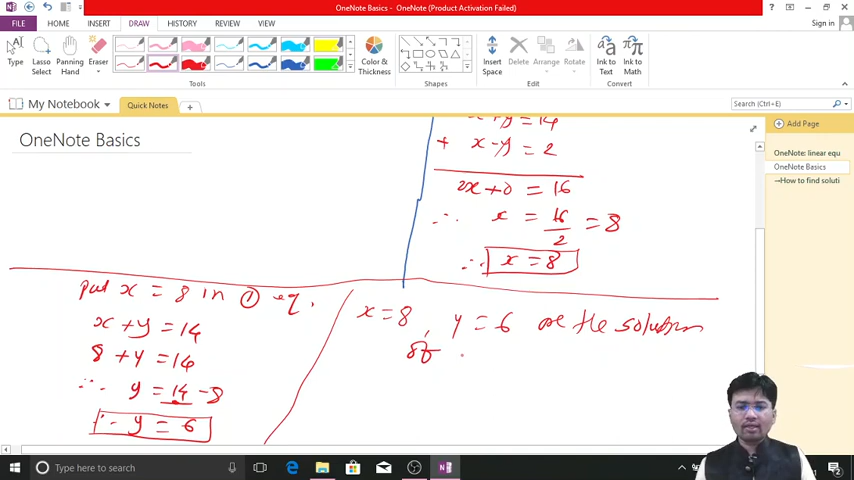 OneNote Basics - OneNote (Product Activation Failed)
FILE HOME INSERT DRAW HISTORY REVIEW VIEW Sign in
Type Lasso Select Panning Hand Eraser Color & Thickness Insert Space Delete Arrange Rotate Ink to Text Ink to Math
Tools Shapes Edit Convert
My Notebook Quick Notes Search (Ctrl+E)
OneNote Basics
Add Page
OneNote: linear equ
OneNote Basics
How to find soluti
x+y=14
+ x-y=2
2x+0 = 16
∴ x = 16/2 = 8
∴ x = 8
put x = 8 in ① eq.
x+y=14
8+y=14
∴ y = 14-8
∴ y = 6
x=8, y=6 are the solutions
of
Type here to search